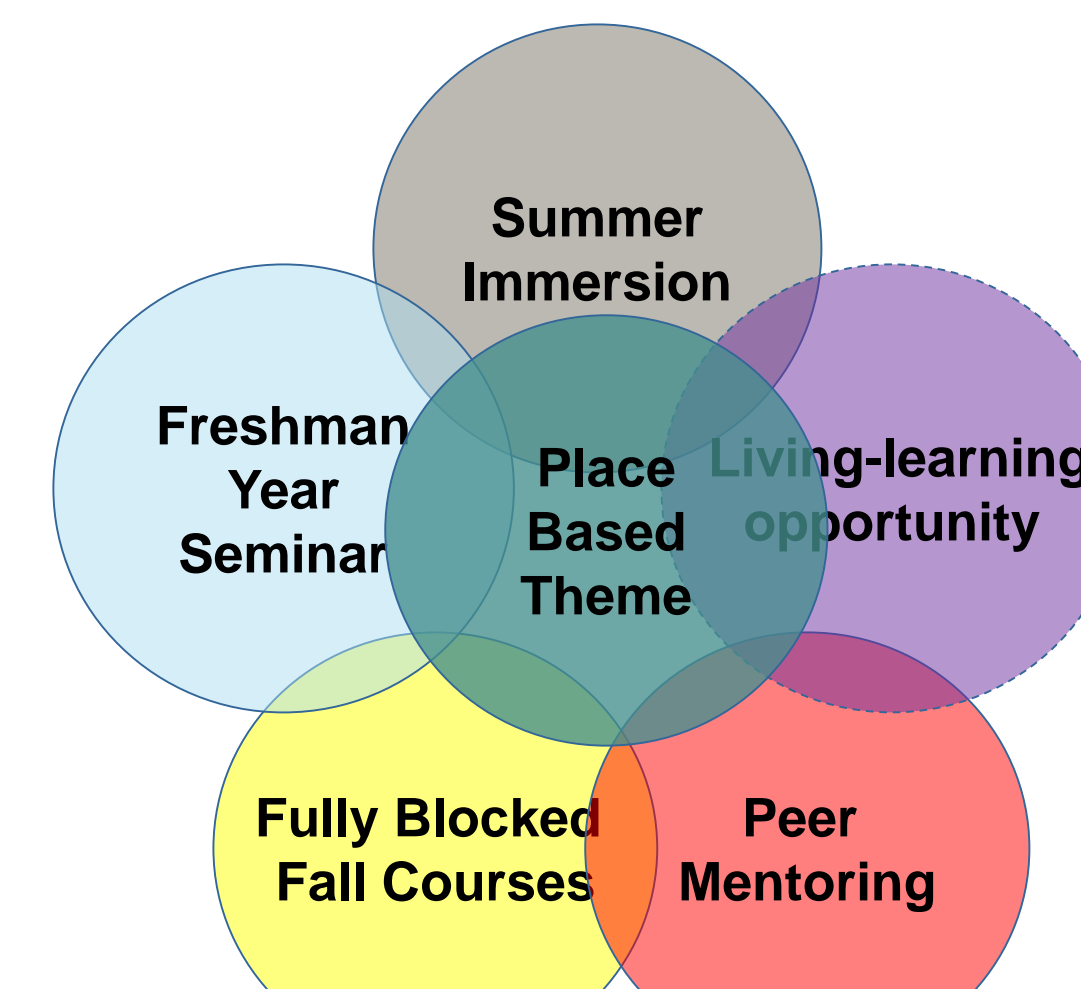 Summer
Immersion
Freshman
Year
Seminar
Place
Based
Theme
Living-learning
opportunity
Fully Blocked
Fall Courses
Peer
Mentoring